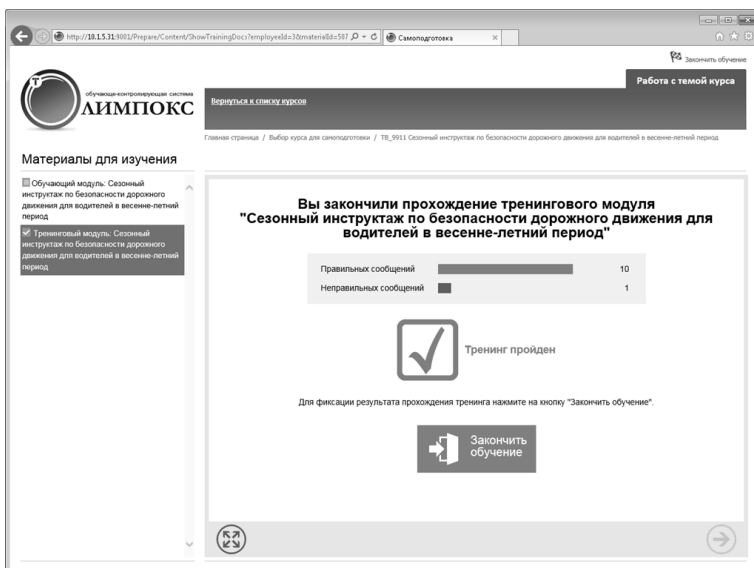 http://10.1.5.31:9001/Prepare/Content/ShowTrainingDocs?employeeId=3&materialId=507
Самоподготовка
Закончить обучение
Работа с темой курса
обучающе-контролирующая система
ОЛИМПОКС
Вернуться к списку курсов
Главная страница / Выбор курса для самоподготовки / ТВ_9911 Сезонный инструктаж по безопасности дорожного движения для водителей в весенне-летний период
Материалы для изучения
Обучающий модуль: Сезонный
инструктаж по безопасности дорожного
движения для водителей в весенне-летний
период
Тренинговый модуль: Сезонный
инструктаж по безопасности дорожного
движения для водителей в весенне-летний
период
Вы закончили прохождение тренингового модуля
"Сезонный инструктаж по безопасности дорожного движения для
водителей в весенне-летний период"
Правильных сообщений 10
Неправильных сообщений 1
Тренинг пройден
Для фиксации результата прохождения тренинга нажмите на кнопку "Закончить обучение".
Закончить
обучение